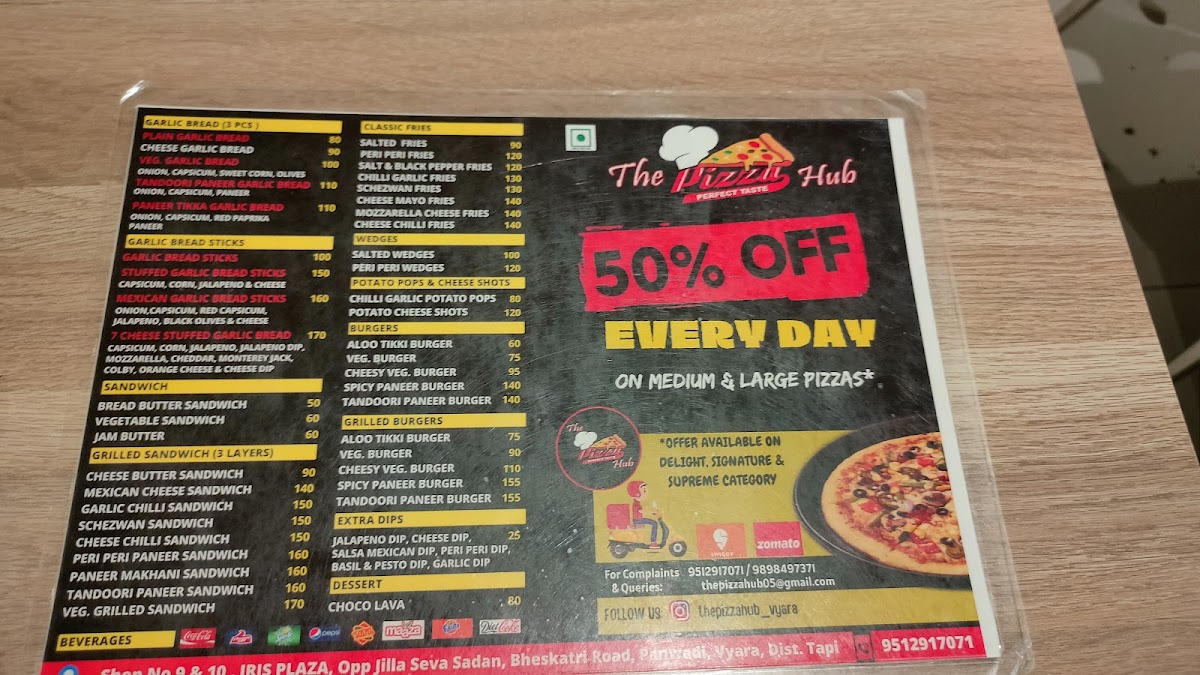 GARLIC BREAD (3 PCS )
PLAIN GARLIC BREAD 80
CHEESE GARLIC BREAD 90
VEG. GARLIC BREAD 100
ONION, CAPSICUM, SWEET CORN, OLIVES
TANDOORI PANEER GARLIC BREAD 110
ONION, CAPSICUM, PANEER
PANEER TIKKA GARLIC BREAD 110
ONION, CAPSICUM, RED PAPRIKA
PANEER
GARLIC BREAD STICKS
GARLIC BREAD STICKS 100
STUFFED GARLIC BREAD STICKS 150
CAPSICUM, CORN, JALAPENO & CHEESE
MEXICAN GARLIC BREAD STICKS 160
ONION,CAPSICUM, RED CAPSICUM,
JALAPENO, BLACK OLIVES & CHEESE
7 CHEESE STUFFED GARLIC BREAD 170
CAPSICUM, CORN, JALAPENO, JALAPENO DIP,
MOZZARELLA, CHEDDAR, MONTEREY JACK,
COLBY, ORANGE CHEESE & CHEESE DIP
SANDWICH
BREAD BUTTER SANDWICH 50
VEGETABLE SANDWICH 60
JAM BUTTER 60
GRILLED SANDWICH (3 LAYERS)
CHEESE BUTTER SANDWICH 90
MEXICAN CHEESE SANDWICH 140
GARLIC CHILLI SANDWICH 150
SCHEZWAN SANDWICH 150
CHEESE CHILLI SANDWICH 150
PERI PERI PANEER SANDWICH 160
PANEER MAKHANI SANDWICH 160
TANDOORI PANEER SANDWICH 160
VEG. GRILLED SANDWICH 170
CLASSIC FRIES
SALTED FRIES 90
PERI PERI FRIES 120
SALT & BLACK PEPPER FRIES 120
CHILLI GARLIC FRIES 130
SCHEZWAN FRIES 130
CHEESE MAYO FRIES 140
MOZZARELLA CHEESE FRIES 140
CHEESE CHILLI FRIES 140
WEDGES
SALTED WEDGES 100
PERI PERI WEDGES 120
POTATO POPS & CHEESE SHOTS
CHILLI GARLIC POTATO POPS 80
POTATO CHEESE SHOTS 120
BURGERS
ALOO TIKKI BURGER 60
VEG. BURGER 75
CHEESY VEG. BURGER 95
SPICY PANEER BURGER 140
TANDOORI PANEER BURGER 140
GRILLED BURGERS
ALOO TIKKI BURGER 75
VEG. BURGER 90
CHEESY VEG. BURGER 110
SPICY PANEER BURGER 155
TANDOORI PANEER BURGER 155
EXTRA DIPS
JALAPENO DIP, CHEESE DIP, 25
SALSA MEXICAN DIP, PERI PERI DIP,
BASIL & PESTO DIP, GARLIC DIP
DESSERT
CHOCO LAVA 80
The Pizza Hub
PERFECT TASTE
50% OFF
EVERY DAY
ON MEDIUM & LARGE PIZZAS*
The
Pizza
PERFECT TASTE
Hub
*OFFER AVAILABLE ON
DELIGHT, SIGNATURE &
SUPREME CATEGORY
SWIGGY
zomato
For Complaints 9512917071 / 9898497371
& Queries: thepizzahub05@gmail.com
FOLLOW US thepizzahub_vyara
BEVERAGES Coca-Cola pepsi maaza Diet Coke
Shop No 9 & 10 , IRIS PLAZA, Opp Jilla Seva Sadan, Bheskatri Road, Panwadi, Vyara, Dist. Tapi 9512917071